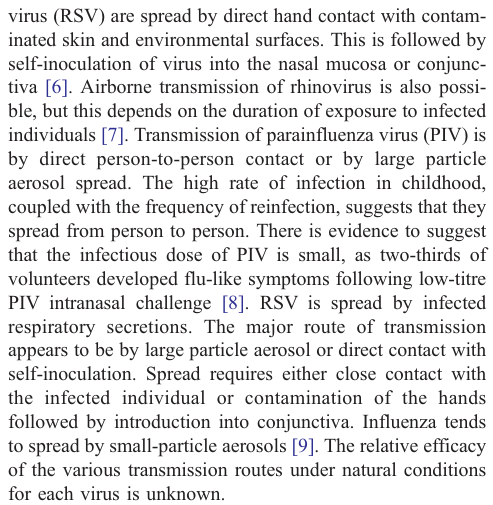 virus (RSV) are spread by direct hand contact with contam-
inated skin and environmental surfaces. This is followed by
self-inoculation of virus into the nasal mucosa or conjunc-
tiva [6]. Airborne transmission of rhinovirus is also possi-
ble, but this depends on the duration of exposure to infected
individuals [7]. Transmission of parainfluenza virus (PIV) is
by direct person-to-person contact or by large particle
aerosol spread. The high rate of infection in childhood,
coupled with the frequency of reinfection, suggests that they
spread from person to person. There is evidence to suggest
that the infectious dose of PIV is small, as two-thirds of
volunteers developed flu-like symptoms following low-titre
PIV intranasal challenge [8]. RSV is spread by infected
respiratory secretions. The major route of transmission
appears to be by large particle aerosol or direct contact with
self-inoculation. Spread requires either close contact with
the infected individual or contamination of the hands
followed by introduction into conjunctiva. Influenza tends
to spread by small-particle aerosols [9]. The relative efficacy
of the various transmission routes under natural conditions
for each virus is unknown.